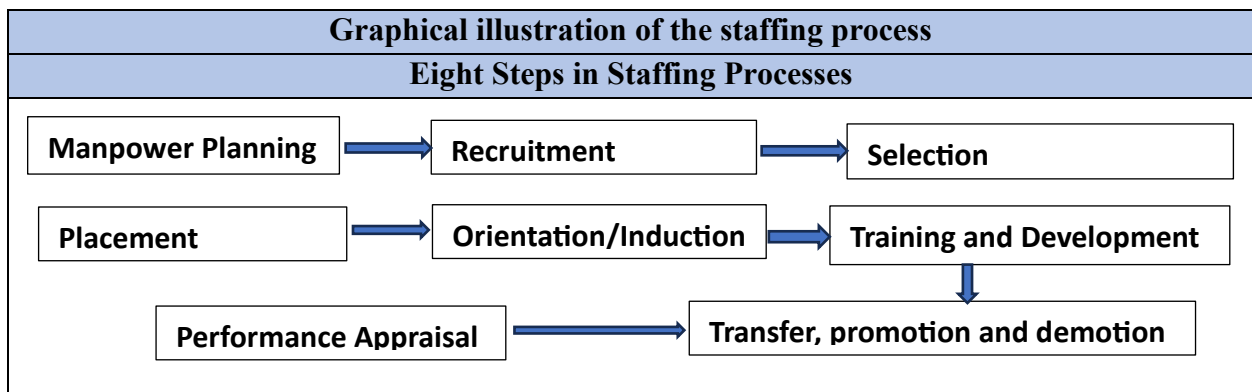 Graphical illustration of the staffing process
Eight Steps in Staffing Processes
Manpower Planning
Recruitment
Selection
Placement
Orientation/Induction
Training and Development
Performance Appraisal
Transfer, promotion and demotion